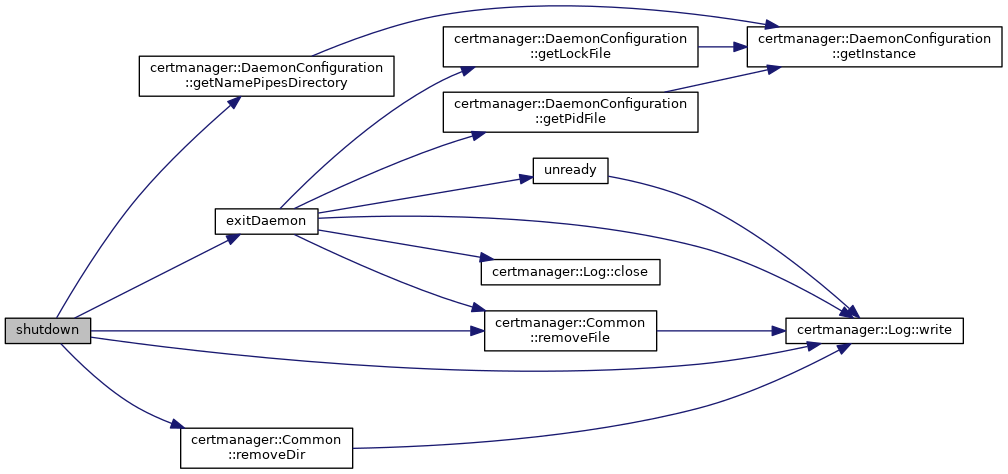 certmanager::DaemonConfiguration
::getLockFile
certmanager::DaemonConfiguration
::getInstance
certmanager::DaemonConfiguration
::getNamePipesDirectory
certmanager::DaemonConfiguration
::getPidFile
unready
exitDaemon
certmanager::Log::close
shutdown
certmanager::Common
::removeFile
certmanager::Log::write
certmanager::Common
::removeDir